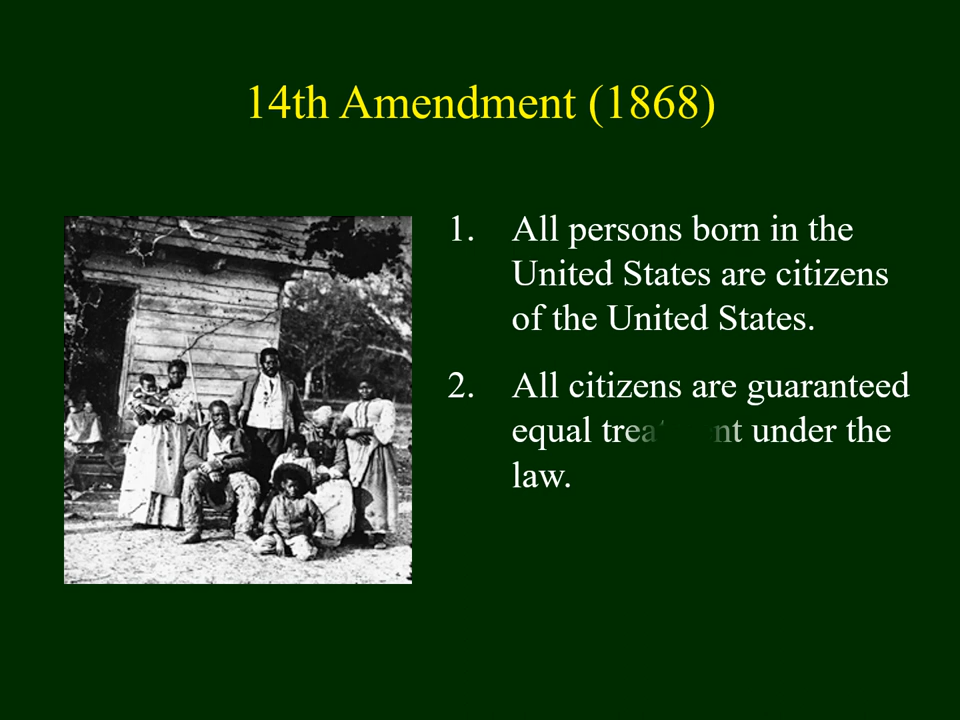 14th Amendment (1868)
1. All persons born in the
United States are citizens
of the United States.
2. All citizens are guaranteed
equal under the
law.